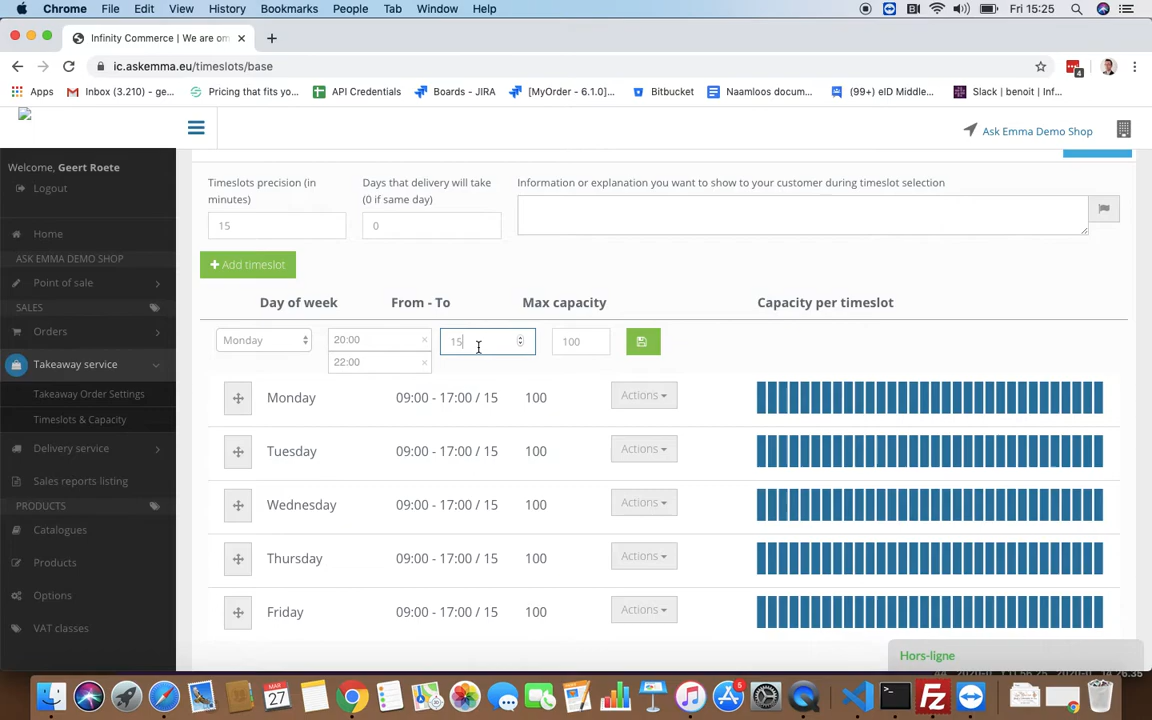 Chrome File Edit View History Bookmarks People Tab Window Help Fri 15:25
Infinity Commerce | We are om
ic.askemma.eu/timeslots/base
4
Apps Inbox (3.210) - ge... Pricing that fits yo... API Credentials Boards - JIRA [MyOrder - 6.1.0]... Bitbucket Naamloos docum... (99+) eID Middle... Slack | benoit | Inf...
Ask Emma Demo Shop
Welcome, Geert Roete
Logout
Home
ASK EMMA DEMO SHOP
Point of sale
SALES
Orders
Takeaway service
Takeaway Order Settings
Timeslots & Capacity
Delivery service
Sales reports listing
PRODUCTS
Catalogues
Products
Options
VAT classes
Timeslots precision (in minutes)
15
Days that delivery will take (0 if same day)
0
Information or explanation you want to show to your customer during timeslot selection
Add timeslot
Day of week From - To Max capacity Capacity per timeslot
Monday 20:00 × 15 100
22:00 ×
Monday 09:00 - 17:00 / 15 100 Actions
Tuesday 09:00 - 17:00 / 15 100 Actions
Wednesday 09:00 - 17:00 / 15 100 Actions
Thursday 09:00 - 17:00 / 15 100 Actions
Friday 09:00 - 17:00 / 15 100 Actions
Hors-ligne
MAR
27
5